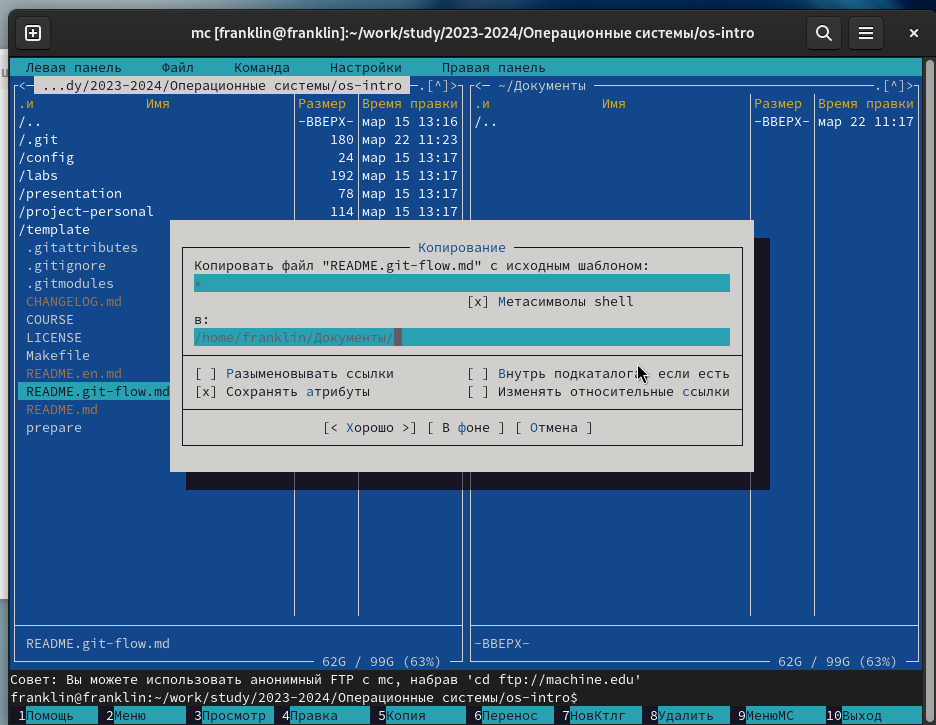 mc [franklin@franklin]:~/work/study/2023-2024/Операционные системы/os-intro
Левая панель Файл Команда Настройки Правая панель
<— ...dy/2023-2024/Операционные системы/os-intro —.[^]> <— ~/Документы —.[^]>
.и Имя Размер Время правки .и Имя Размер Время правки
/.. -ВВЕРХ- мар 15 13:16 /.. -ВВЕРХ- мар 22 11:17
/.git 180 мар 22 11:23
/config 24 мар 15 13:17
/labs 192 мар 15 13:17
/presentation 78 мар 15 13:17
/project-personal 114 мар 15 13:17
/template
.gitattributes
.gitignore
.gitmodules
CHANGELOG.md
COURSE
LICENSE
Makefile
README.en.md
README.git-flow.md
README.md
prepare
Копирование
Копировать файл "README.git-flow.md" с исходным шаблоном:
*
[x] Метасимволы shell
в:
/home/franklin/Документы/
[ ] Разыменовывать ссылки [ ] Внутрь подкаталога, если есть
[x] Сохранять атрибуты [ ] Изменять относительные ссылки
[< Хорошо >] [ В фоне ] [ Отмена ]
README.git-flow.md -ВВЕРХ-
62G / 99G (63%) 62G / 99G (63%)
Совет: Вы можете использовать анонимный FTP с mc, набрав 'cd ftp://machine.edu'
franklin@franklin:~/work/study/2023-2024/Операционные системы/os-intro$
1Помощь 2Меню 3Просмотр 4Правка 5Копия 6Перенос 7НовКтлг 8Удалить 9МенюMC 10Выход